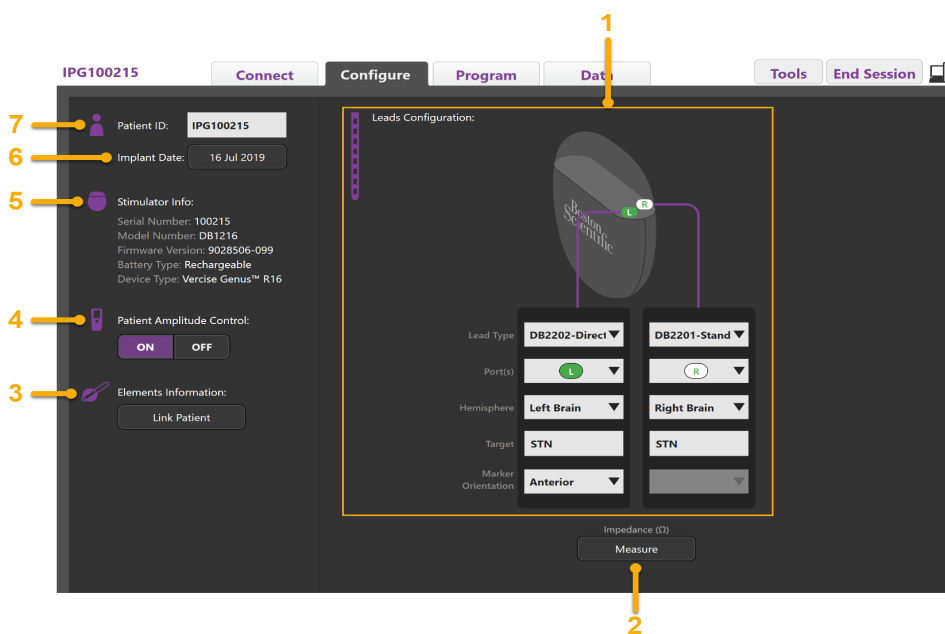 1
IPG100215
Connect
Configure
Program
Data
Tools
End Session
7
Patient ID:
IPG100215
Leads Configuration:
6
Implant Date:
16 Jul 2019
5
Stimulator Info:
Serial Number: 100215
Model Number: DB1216
Firmware Version: 9028506-099
Battery Type: Rechargeable
Device Type: Vercise Genus™ R16
L
R
Boston
Scientific
4
Patient Amplitude Control:
ON
OFF
3
Elements Information:
Link Patient
Lead Type
DB2202-Direct
DB2201-Stand
Port(s)
L
R
Hemisphere
Left Brain
Right Brain
Target
STN
STN
Marker
Orientation
Anterior
Impedance (Ω)
Measure
2